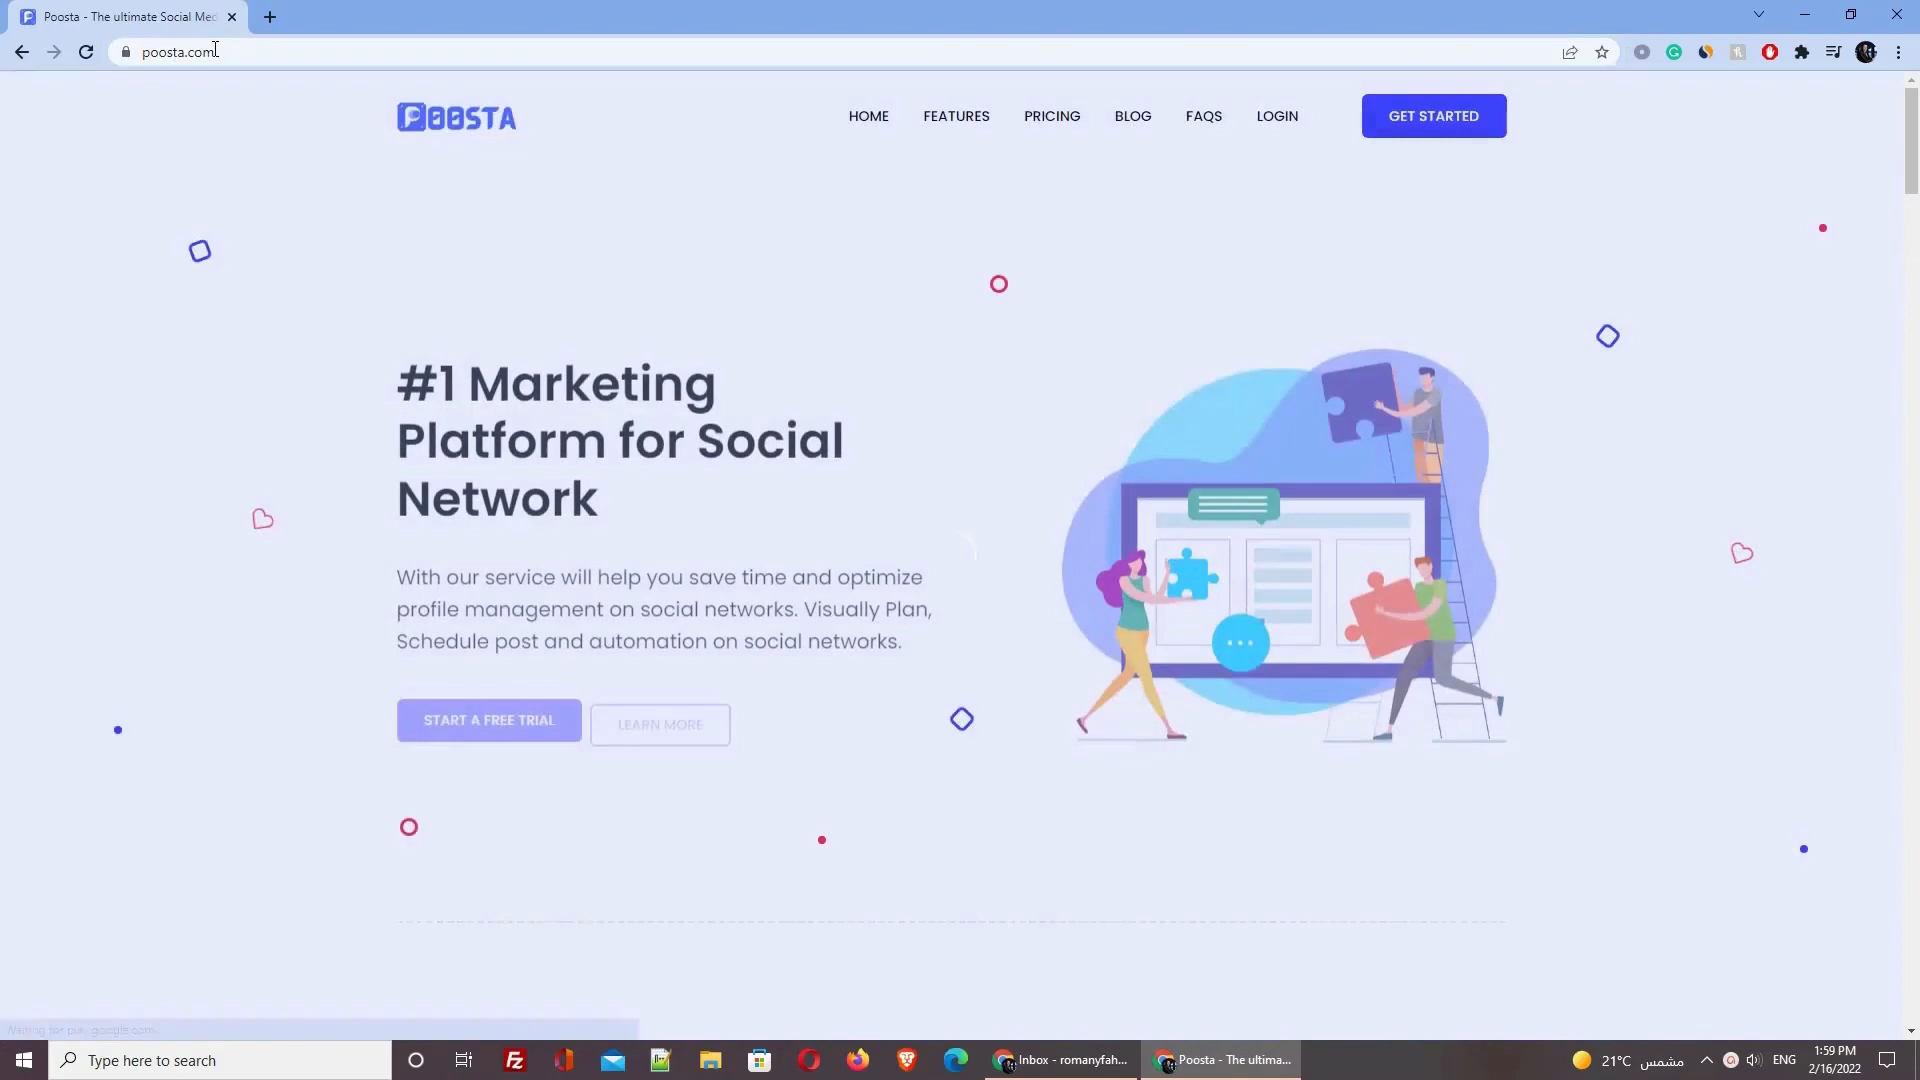 Poosta - The ultimate Social Med
poosta.com
POOSTA
HOME
FEATURES
PRICING
BLOG
FAQS
LOGIN
GET STARTED
#1 Marketing
Platform for Social
Network
With our service will help you save time and optimize
profile management on social networks. Visually Plan,
Schedule post and automation on social networks.
START A FREE TRIAL
LEARN MORE
Type here to search
Inbox - romanyfah...
Poosta - The ultima...
21°C
مشمس
ENG
1:59 PM
2/16/2022